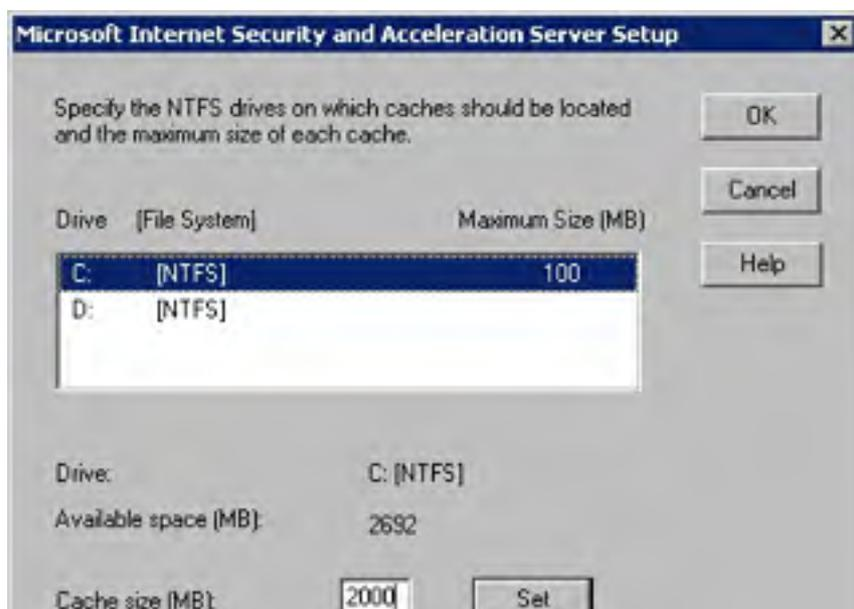 Microsoft Internet Security and Acceleration Server Setup
Specify the NTFS drives on which caches should be located
and the maximum size of each cache.
OK
Cancel
Drive [File System] Maximum Size (MB)
Help
C: [NTFS] 100
D: [NTFS]
Drive: C: [NTFS]
Available space (MB): 2692
Cache size (MB): 2000 Set